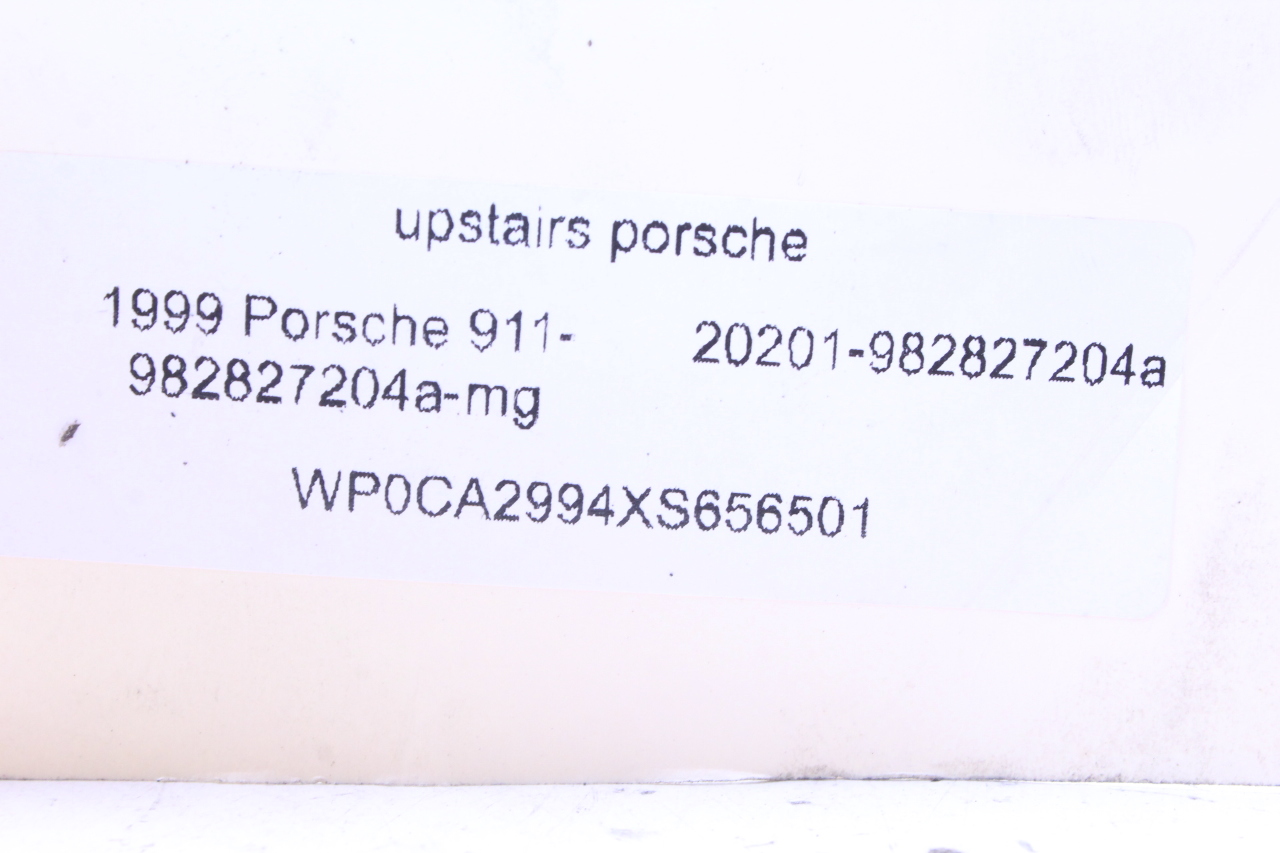 upstairs porsche
1999 Porsche 911- 20201-982827204a
982827204a-mg
WP0CA2994XS656501